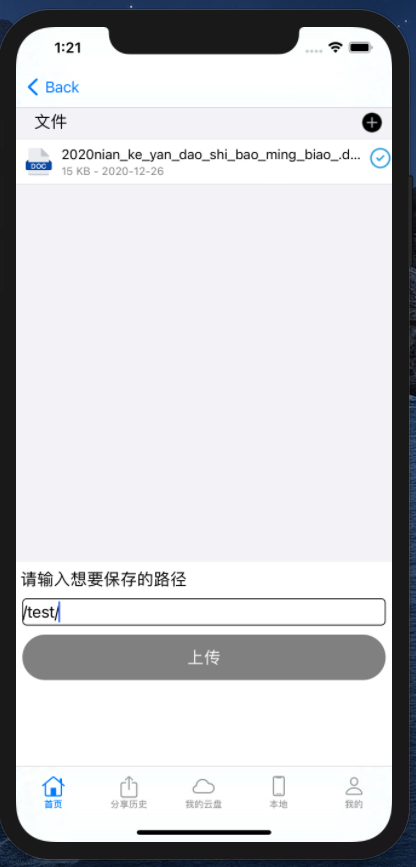 1:21
Back
文件
2020nian_ke_yan_dao_shi_bao_ming_biao_.d...
DOC
15 KB - 2020-12-26
请输入想要保存的路径
/test/
上传
首页
分享历史
我的云盘
本地
我的